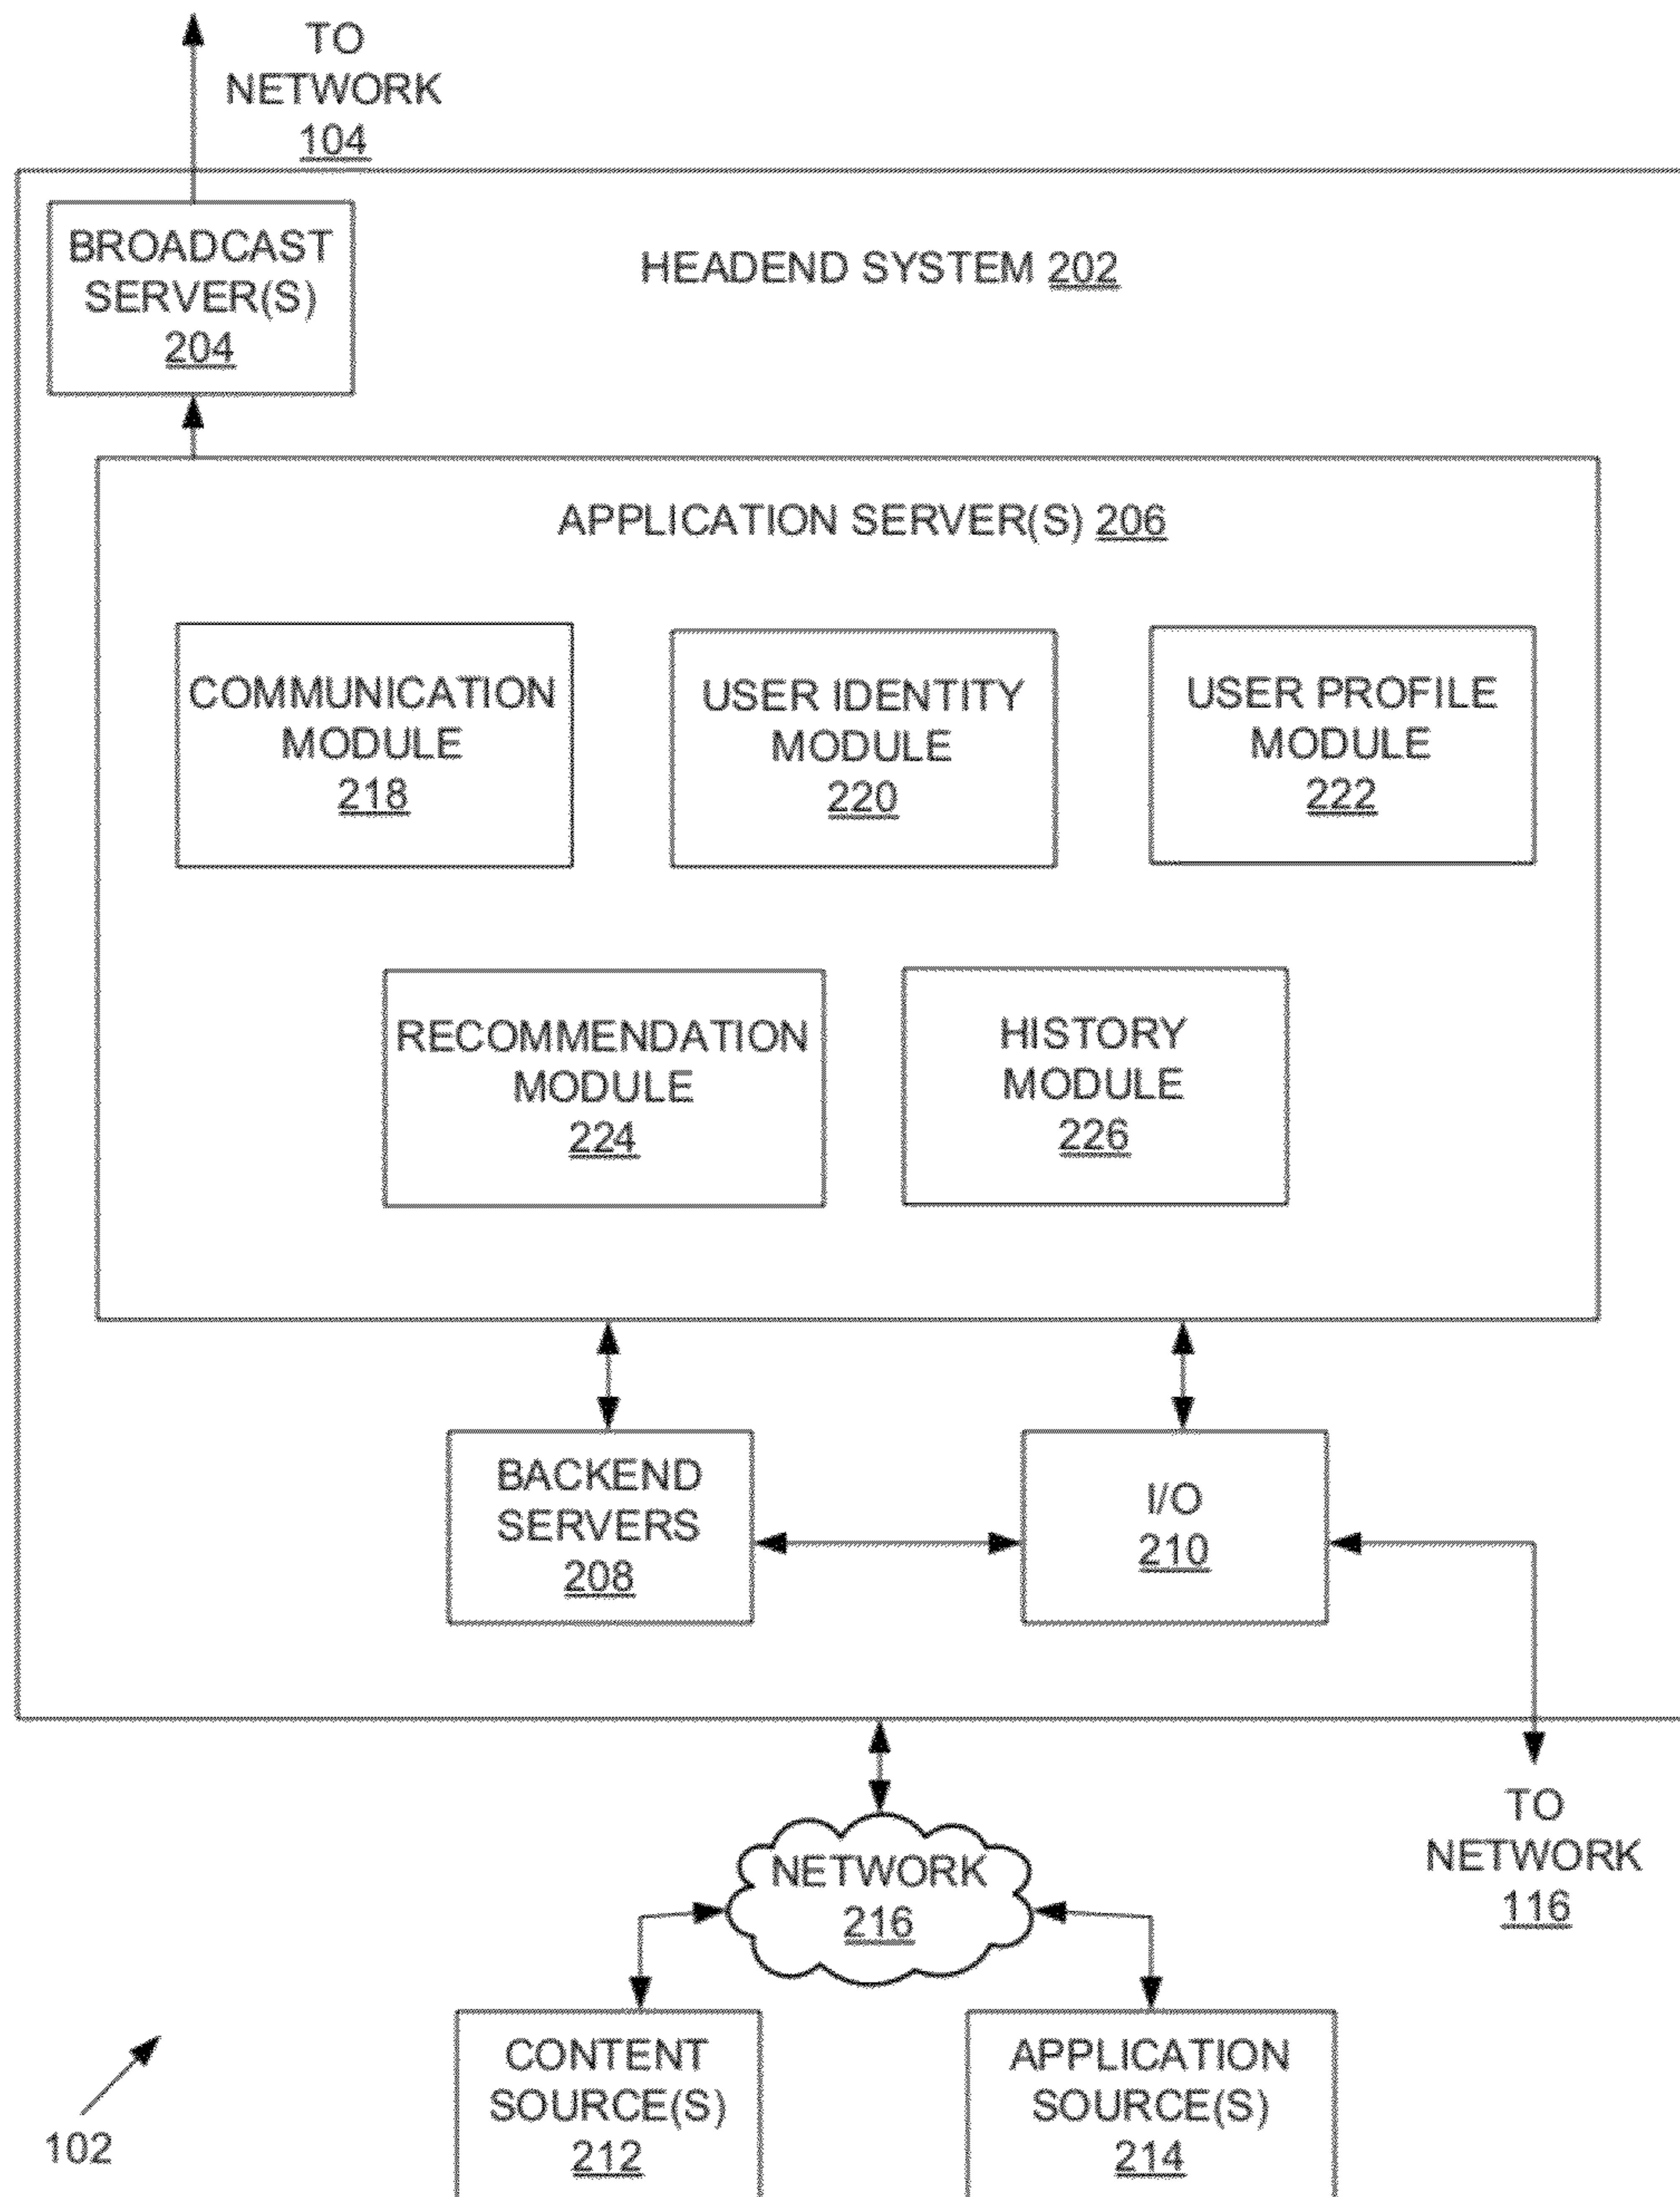 TO
NETWORK
104
BROADCAST
SERVER(S)
204
HEADEND SYSTEM 202
APPLICATION SERVER(S) 206
COMMUNICATION
MODULE
218
USER IDENTITY
MODULE
220
USER PROFILE
MODULE
222
RECOMMENDATION
MODULE
224
HISTORY
MODULE
226
BACKEND
SERVERS
208
I/O
210
TO
NETWORK
116
NETWORK
216
CONTENT
SOURCE(S)
212
APPLICATION
SOURCE(S)
214
102